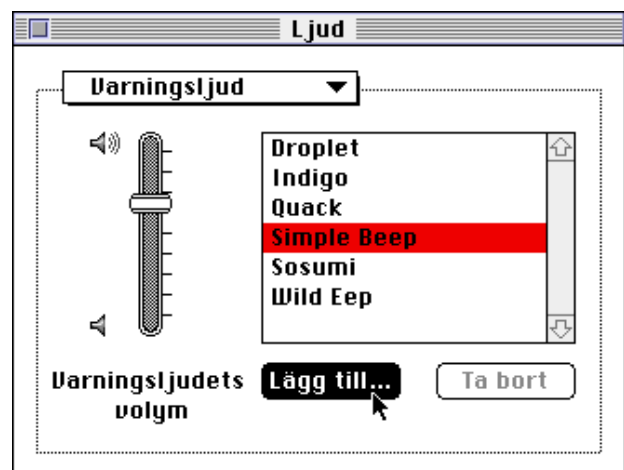 Ljud
Varningsljud
Droplet
Indigo
Quack
Simple Beep
Sosumi
Wild Eep
Varningsljudets
volym
Lägg till...
Ta bort